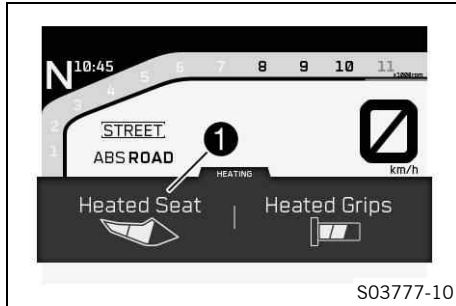 N 10:45
1 2 3 4 5 6 7 8 9 10 11
x1000rpm
STREET
ABS ROAD
1
0
km/h
HEATING
Heated Seat | Heated Grips
S03777-10